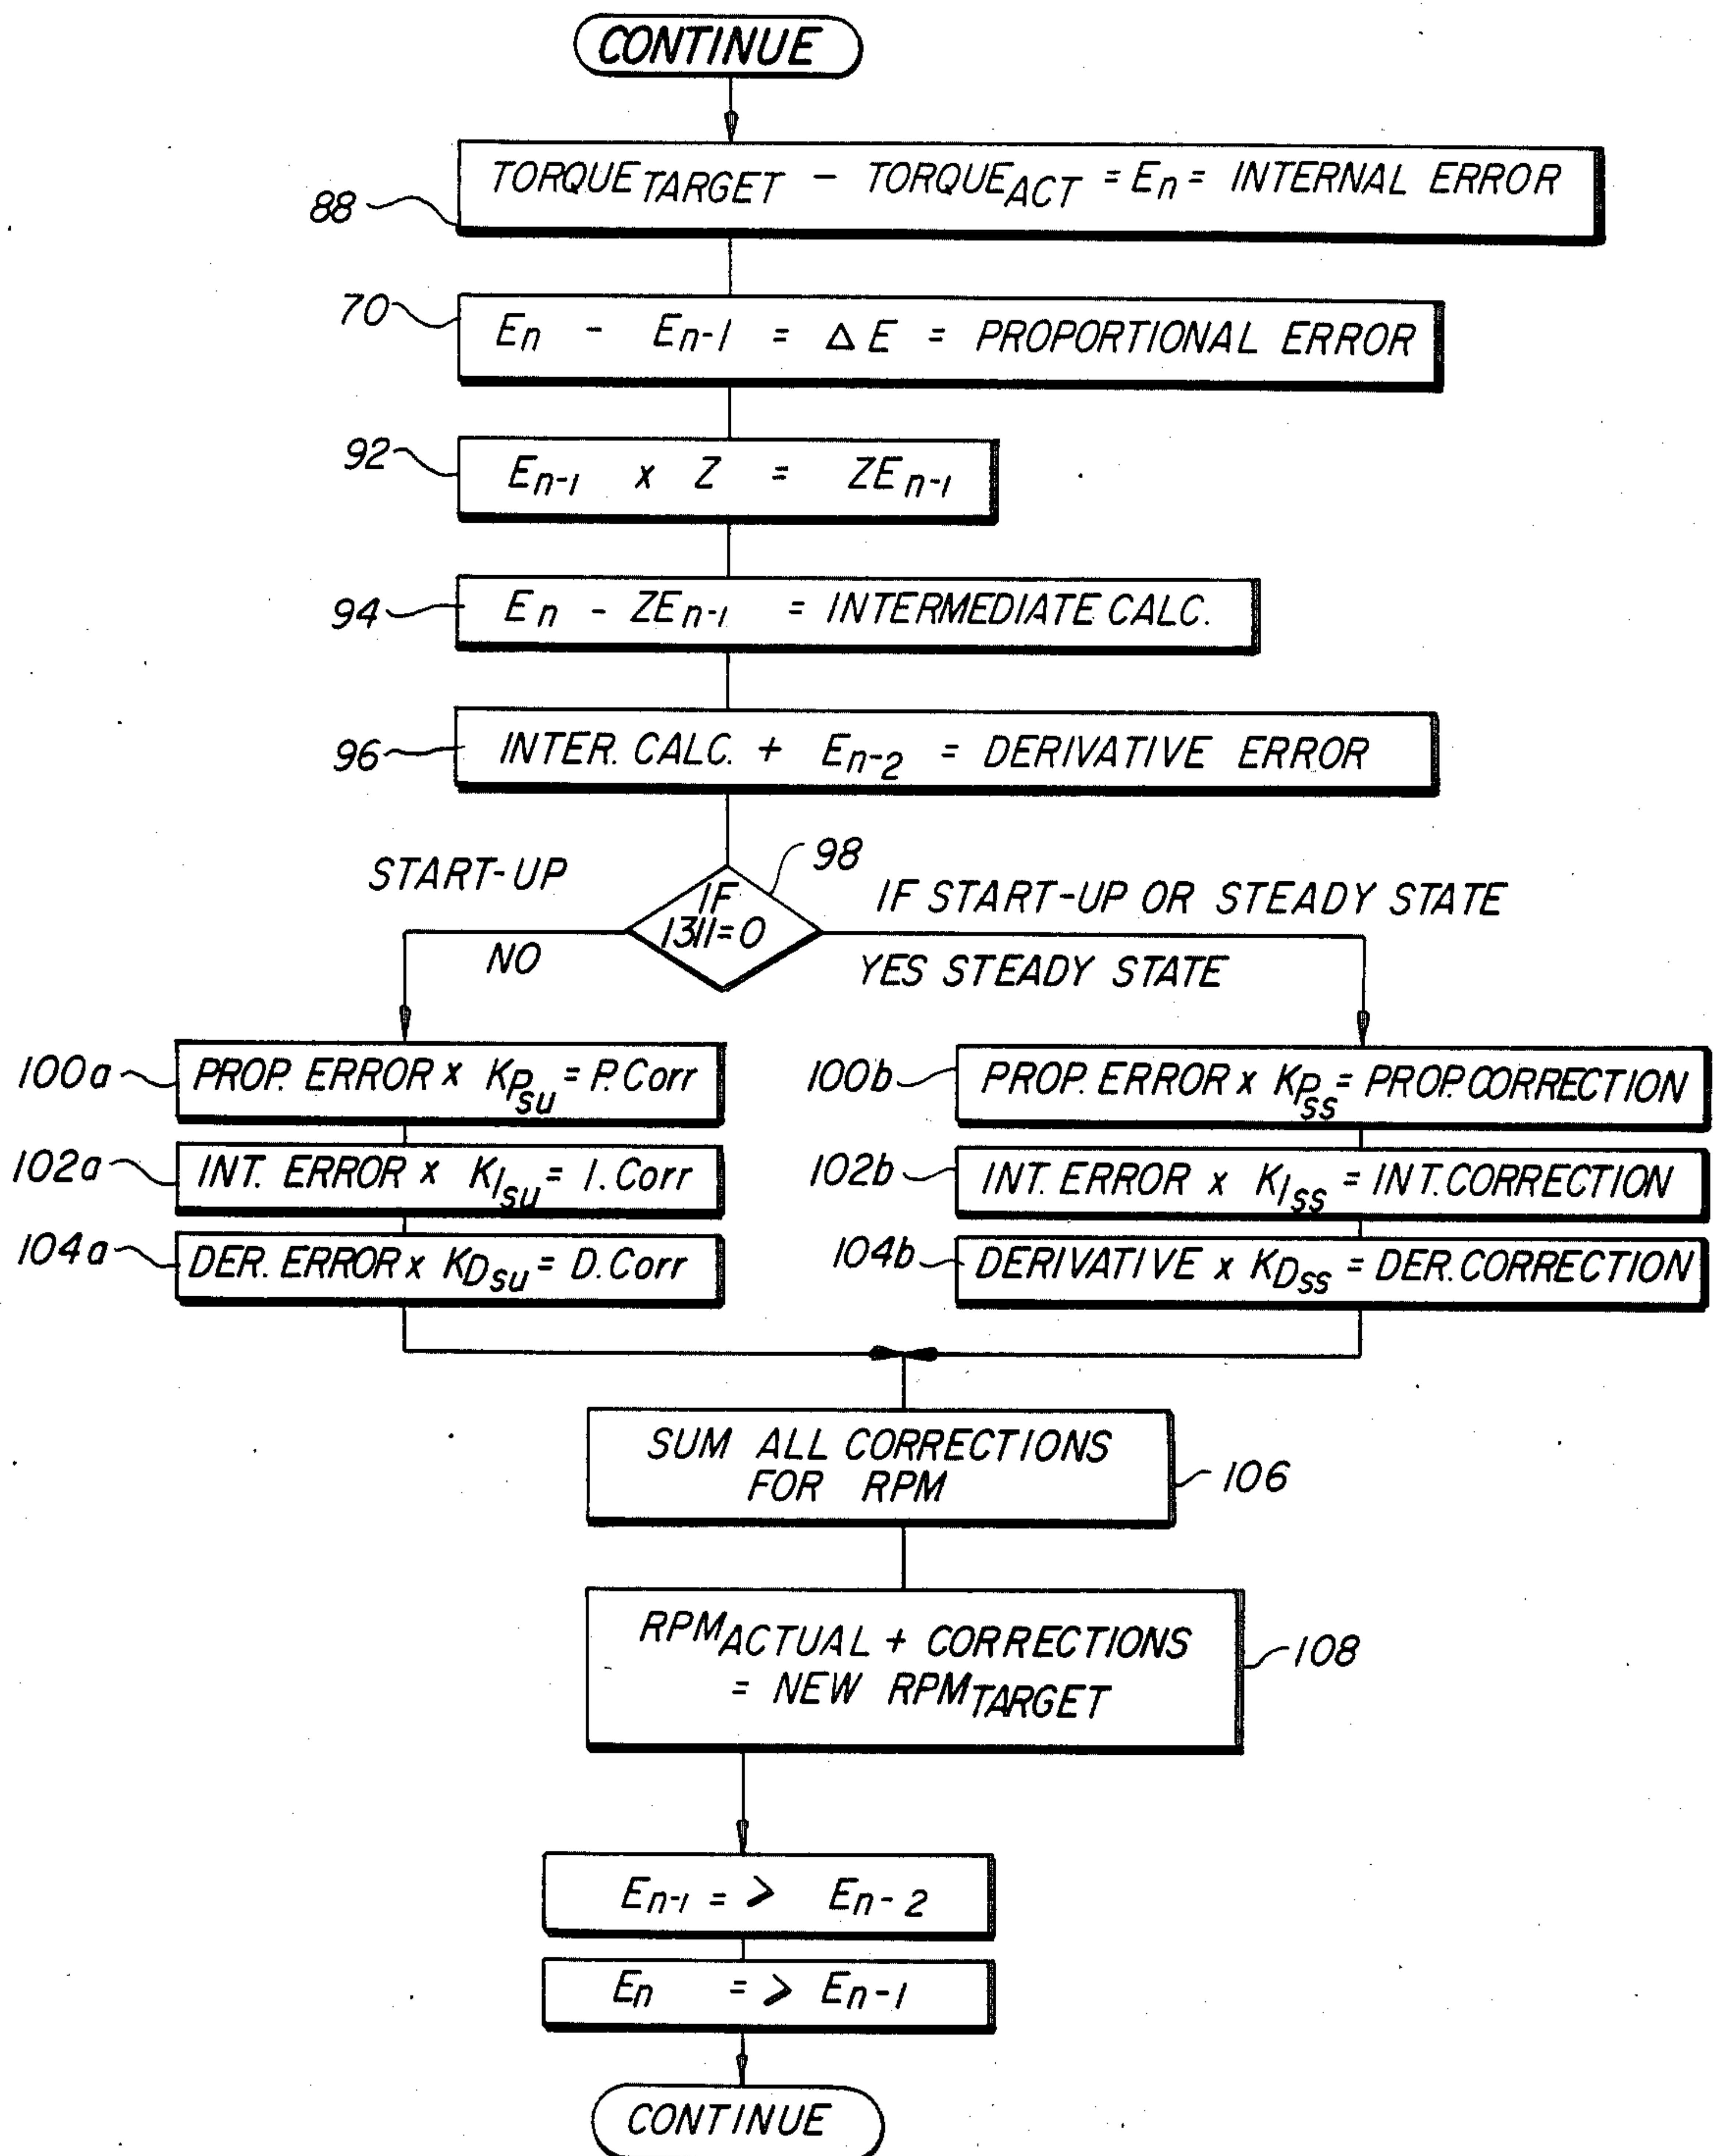 CONTINUE
TORQUE TARGET - TORQUE ACT = En = INTERNAL ERROR
88
70
En - En-1 = Δ E = PROPORTIONAL ERROR
92
En-1 x Z = ZEn-1
94
En - ZEn-1 = INTERMEDIATE CALC.
96
INTER. CALC. + En-2 = DERIVATIVE ERROR
98
START-UP
IF
1311=0
IF START-UP OR STEADY STATE
NO
YES STEADY STATE
100a
PROP. ERROR x KPsu = P. Corr
102a
INT. ERROR x KIsu = I. Corr
104a
DER. ERROR x KDsu = D. Corr
100b
PROP. ERROR x KPss = PROP. CORRECTION
102b
INT. ERROR x KIss = INT. CORRECTION
104b
DERIVATIVE x KDss = DER. CORRECTION
SUM ALL CORRECTIONS
FOR RPM
106
RPM ACTUAL + CORRECTIONS
= NEW RPM TARGET
108
En-1 = > En-2
En = > En-1
CONTINUE